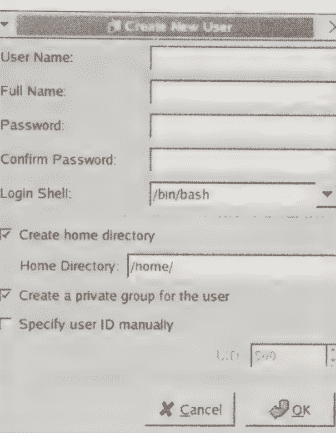 Create New User
User Name:
Full Name:
Password:
Confirm Password:
Login Shell: /bin/bash
Create home directory
Home Directory: /home/
Create a private group for the user
Specify user ID manually
UID:
Cancel OK